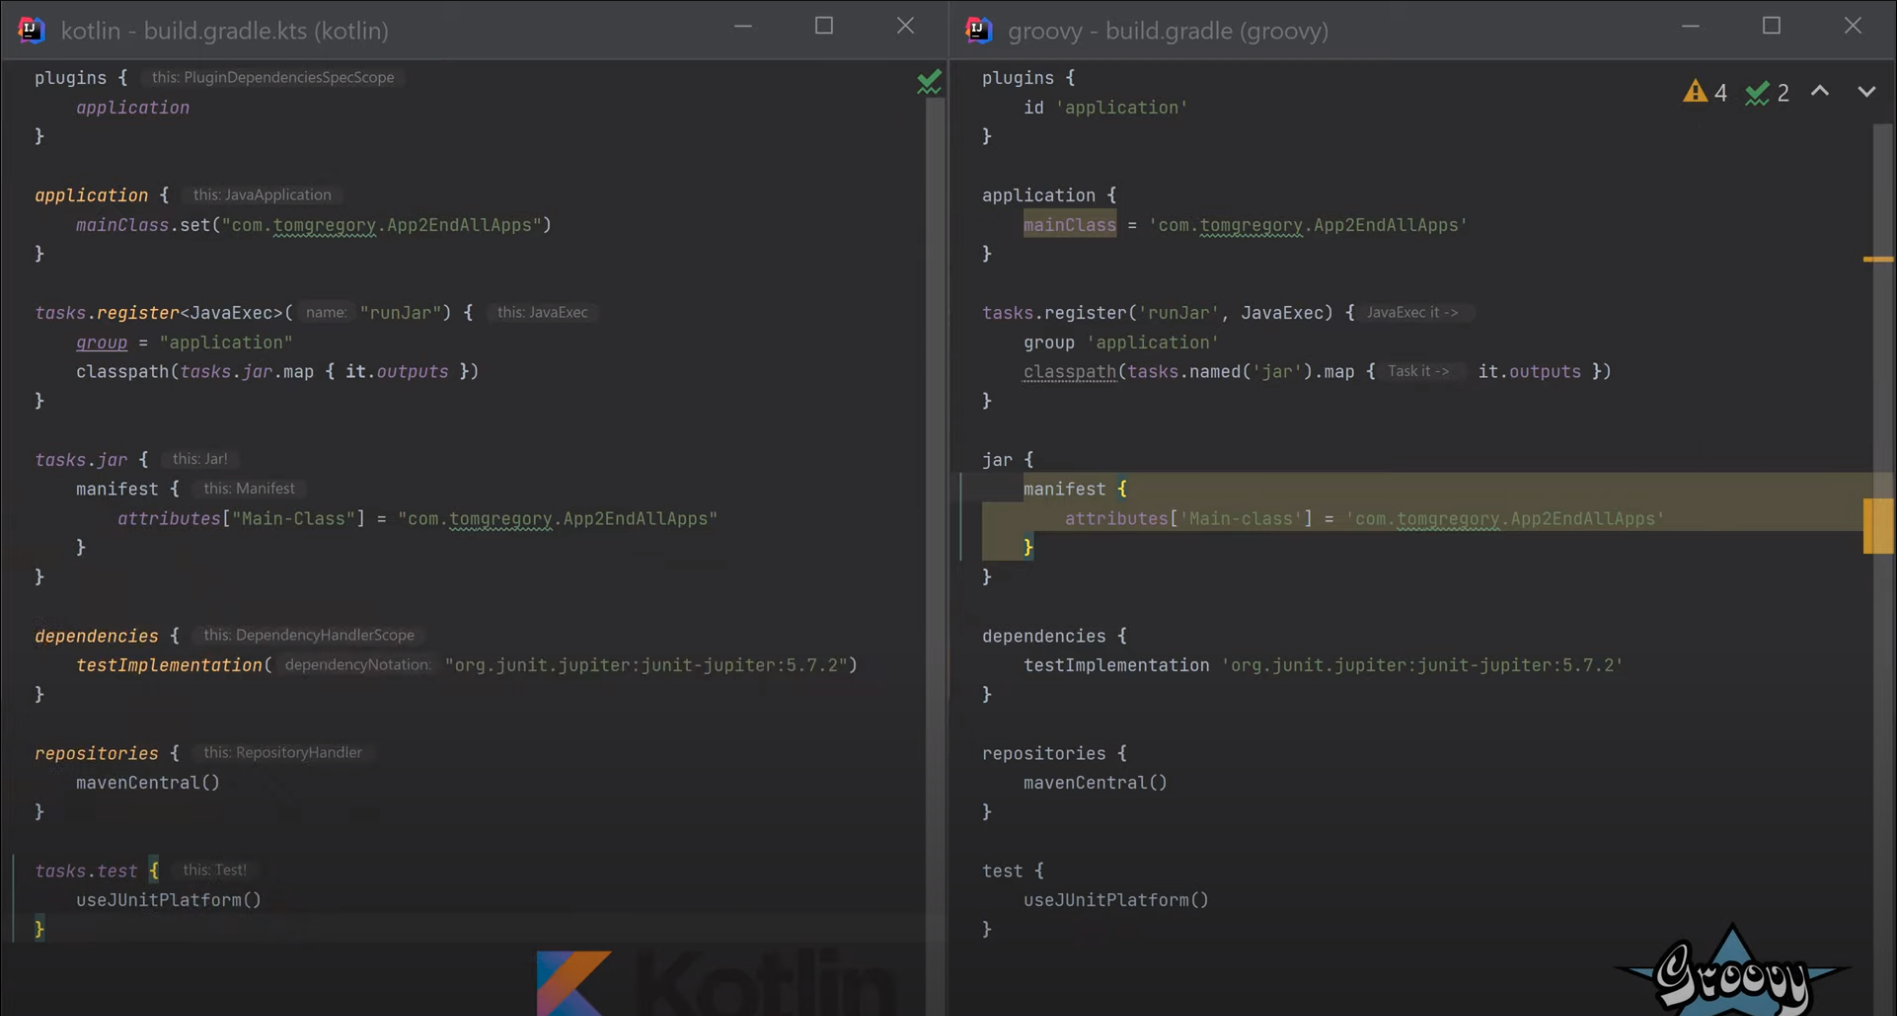 kotlin - build.gradle.kts (kotlin)
plugins { this: PluginDependenciesSpecScope
application
}
application { this: JavaApplication
mainClass.set("com.tomgregory.App2EndAllApps")
}
tasks.register<JavaExec>( name: "runJar") { this: JavaExec
group = "application"
classpath(tasks.jar.map { it.outputs })
}
tasks.jar { this: Jar!
manifest { this: Manifest
attributes["Main-Class"] = "com.tomgregory.App2EndAllApps"
}
}
dependencies { this: DependencyHandlerScope
testImplementation( dependencyNotation: "org.junit.jupiter:junit-jupiter:5.7.2")
}
repositories { this: RepositoryHandler
mavenCentral()
}
tasks.test { this: Test!
useJUnitPlatform()
}
Kotlin
groovy - build.gradle (groovy)
4 2
plugins {
id 'application'
}
application {
mainClass = 'com.tomgregory.App2EndAllApps'
}
tasks.register('runJar', JavaExec) { JavaExec it ->
group 'application'
classpath(tasks.named('jar').map { Task it -> it.outputs })
}
jar {
manifest {
attributes['Main-class'] = 'com.tomgregory.App2EndAllApps'
}
}
dependencies {
testImplementation 'org.junit.jupiter:junit-jupiter:5.7.2'
}
repositories {
mavenCentral()
}
test {
useJUnitPlatform()
}
Groovy